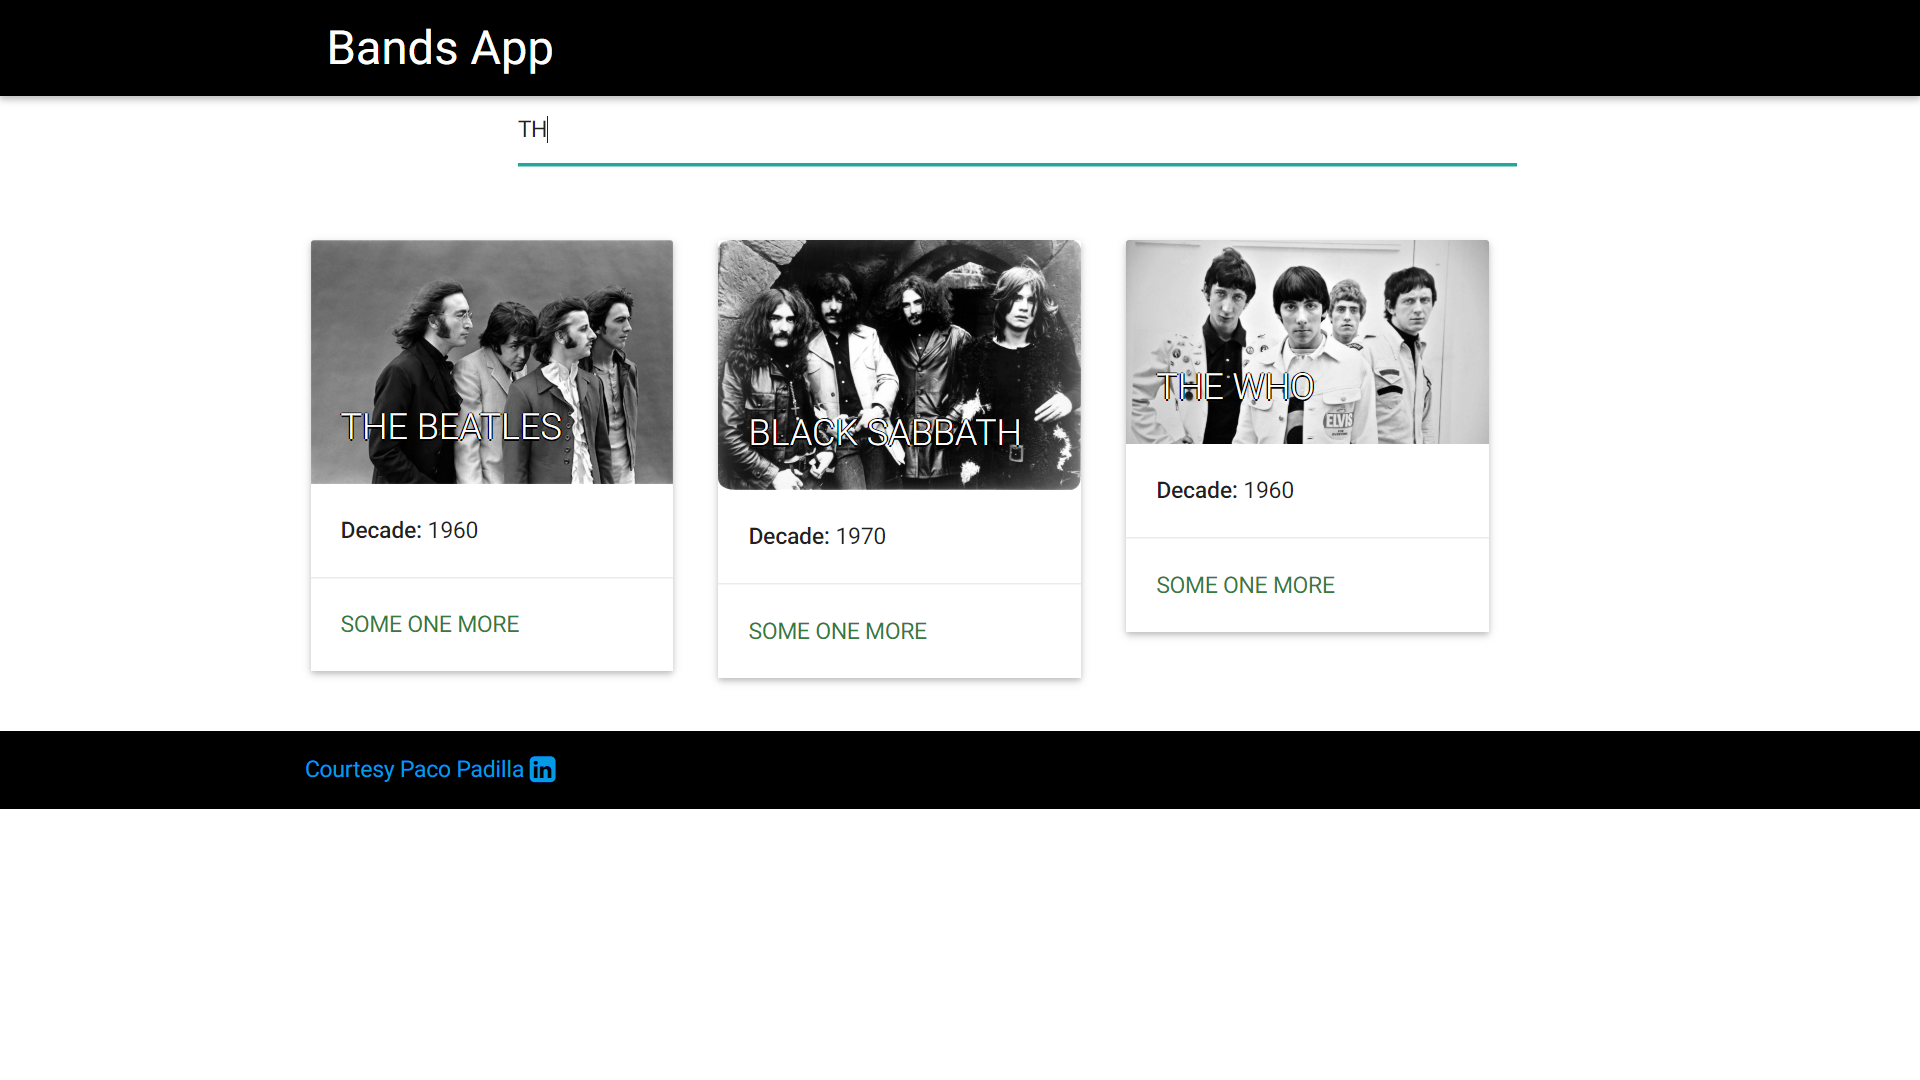 Bands App
TH
THE BEATLES
Decade: 1960
SOME ONE MORE
BLACK SABBATH
Decade: 1970
SOME ONE MORE
THE WHO
ELVIS
Decade: 1960
SOME ONE MORE
Courtesy Paco Padilla in